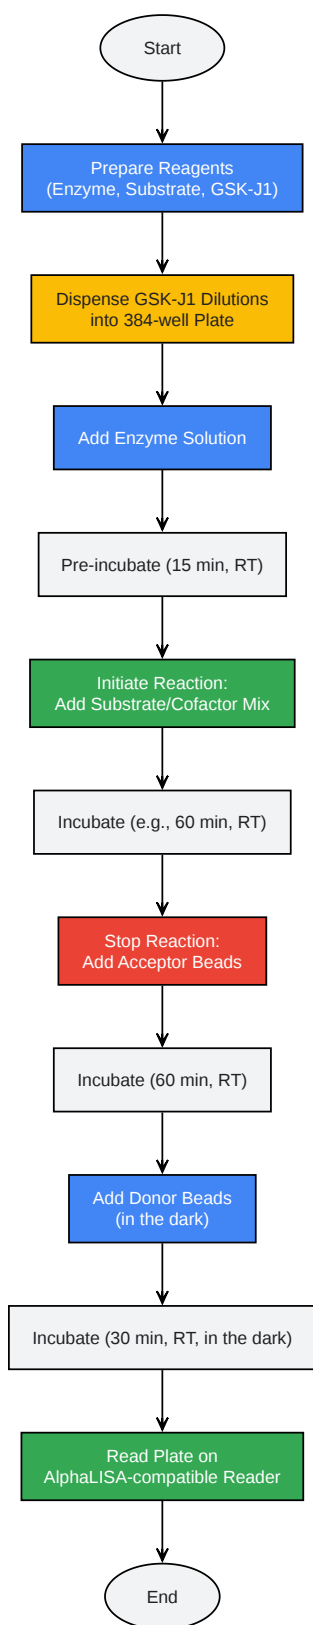 Start
Prepare Reagents
(Enzyme, Substrate, GSK-J1)
Dispense GSK-J1 Dilutions
into 384-well Plate
Add Enzyme Solution
Pre-incubate (15 min, RT)
Initiate Reaction:
Add Substrate/Cofactor Mix
Incubate (e.g., 60 min, RT)
Stop Reaction:
Add Acceptor Beads
Incubate (60 min, RT)
Add Donor Beads
(in the dark)
Incubate (30 min, RT, in the dark)
Read Plate on
AlphaLISA-compatible Reader
End